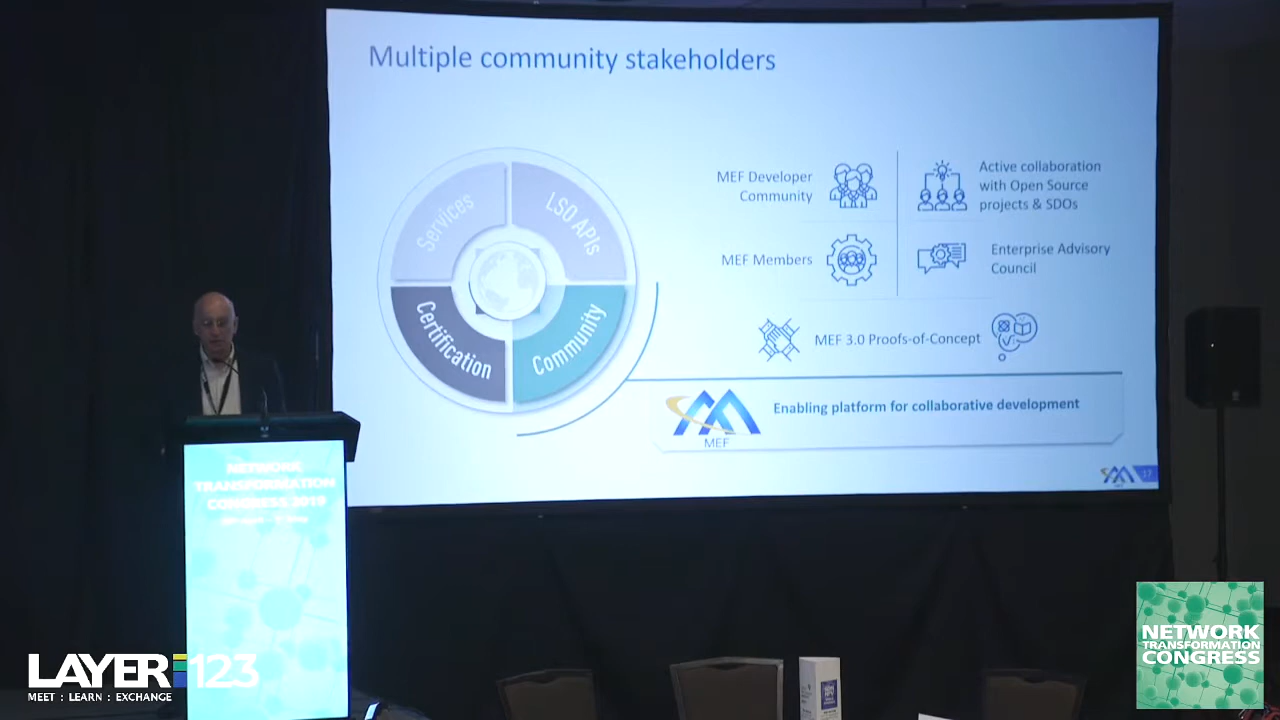 Multiple community stakeholders
Services
LSO APIs
Certification
Community
MEF Developer
Community
Active collaboration
with Open Source
projects & SDOs
MEF Members
Enterprise Advisory
Council
MEF 3.0 Proofs-of-Concept
Enabling platform for collaborative development
MEF
17
NETWORK
TRANSFORMATION
CONGRESS 2019
LAYER123
MEET : LEARN : EXCHANGE
NETWORK
TRANSFORMATION
CONGRESS